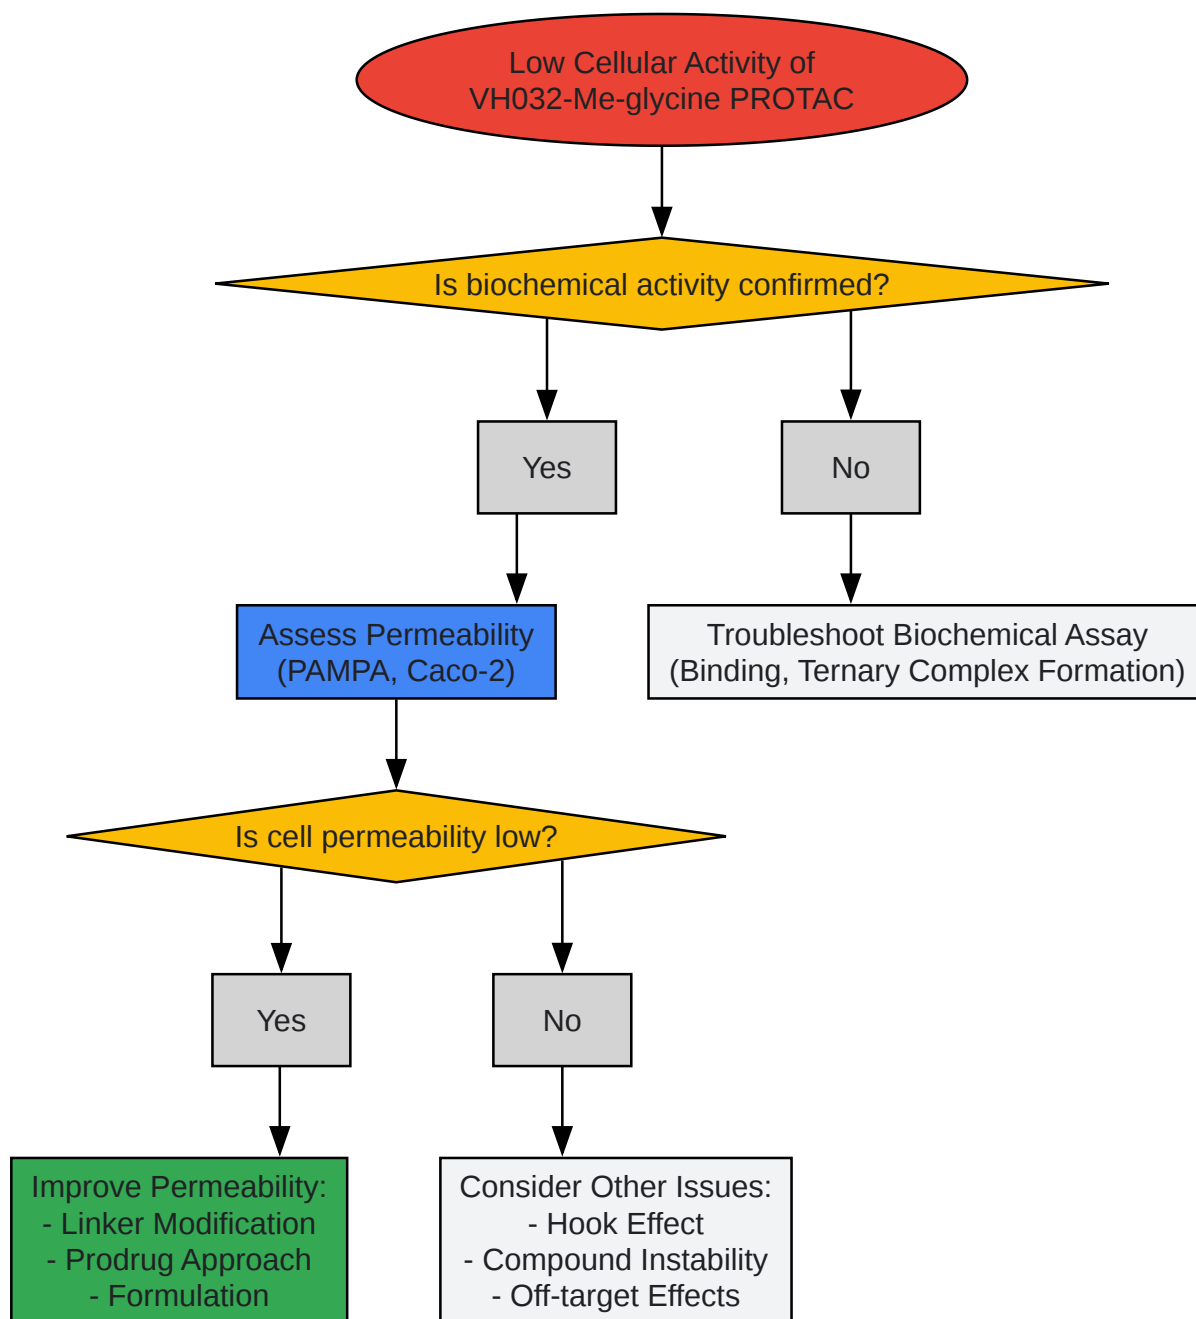 Low Cellular Activity of
VH032-Me-glycine PROTAC
Is biochemical activity confirmed?
Yes
No
Assess Permeability
(PAMPA, Caco-2)
Troubleshoot Biochemical Assay
(Binding, Ternary Complex Formation)
Is cell permeability low?
Yes
No
Improve Permeability:
- Linker Modification
- Prodrug Approach
- Formulation
Consider Other Issues:
- Hook Effect
- Compound Instability
- Off-target Effects